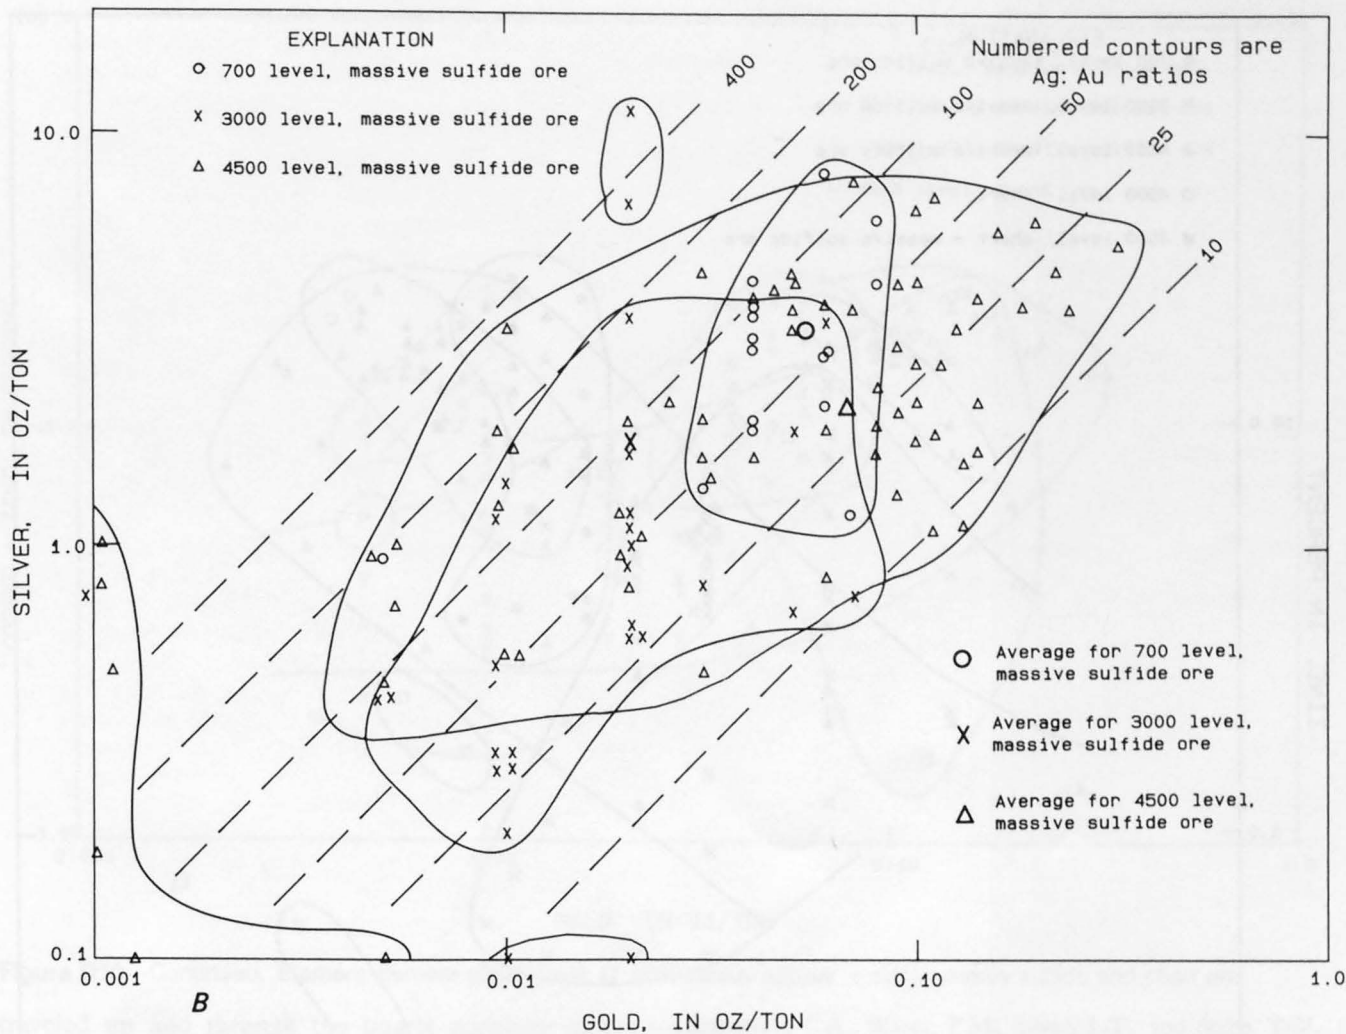 EXPLANATION
700 level, massive sulfide ore
3000 level, massive sulfide ore
4500 level, massive sulfide ore
Numbered contours are
Ag:Au ratios
400
200
100
50
25
10
10.0
1.0
0.1
SILVER, IN OZ/TON
Average for 700 level,
massive sulfide ore
Average for 3000 level,
massive sulfide ore
Average for 4500 level,
massive sulfide ore
0.001
0.01
0.10
1.0
B
GOLD, IN OZ/TON